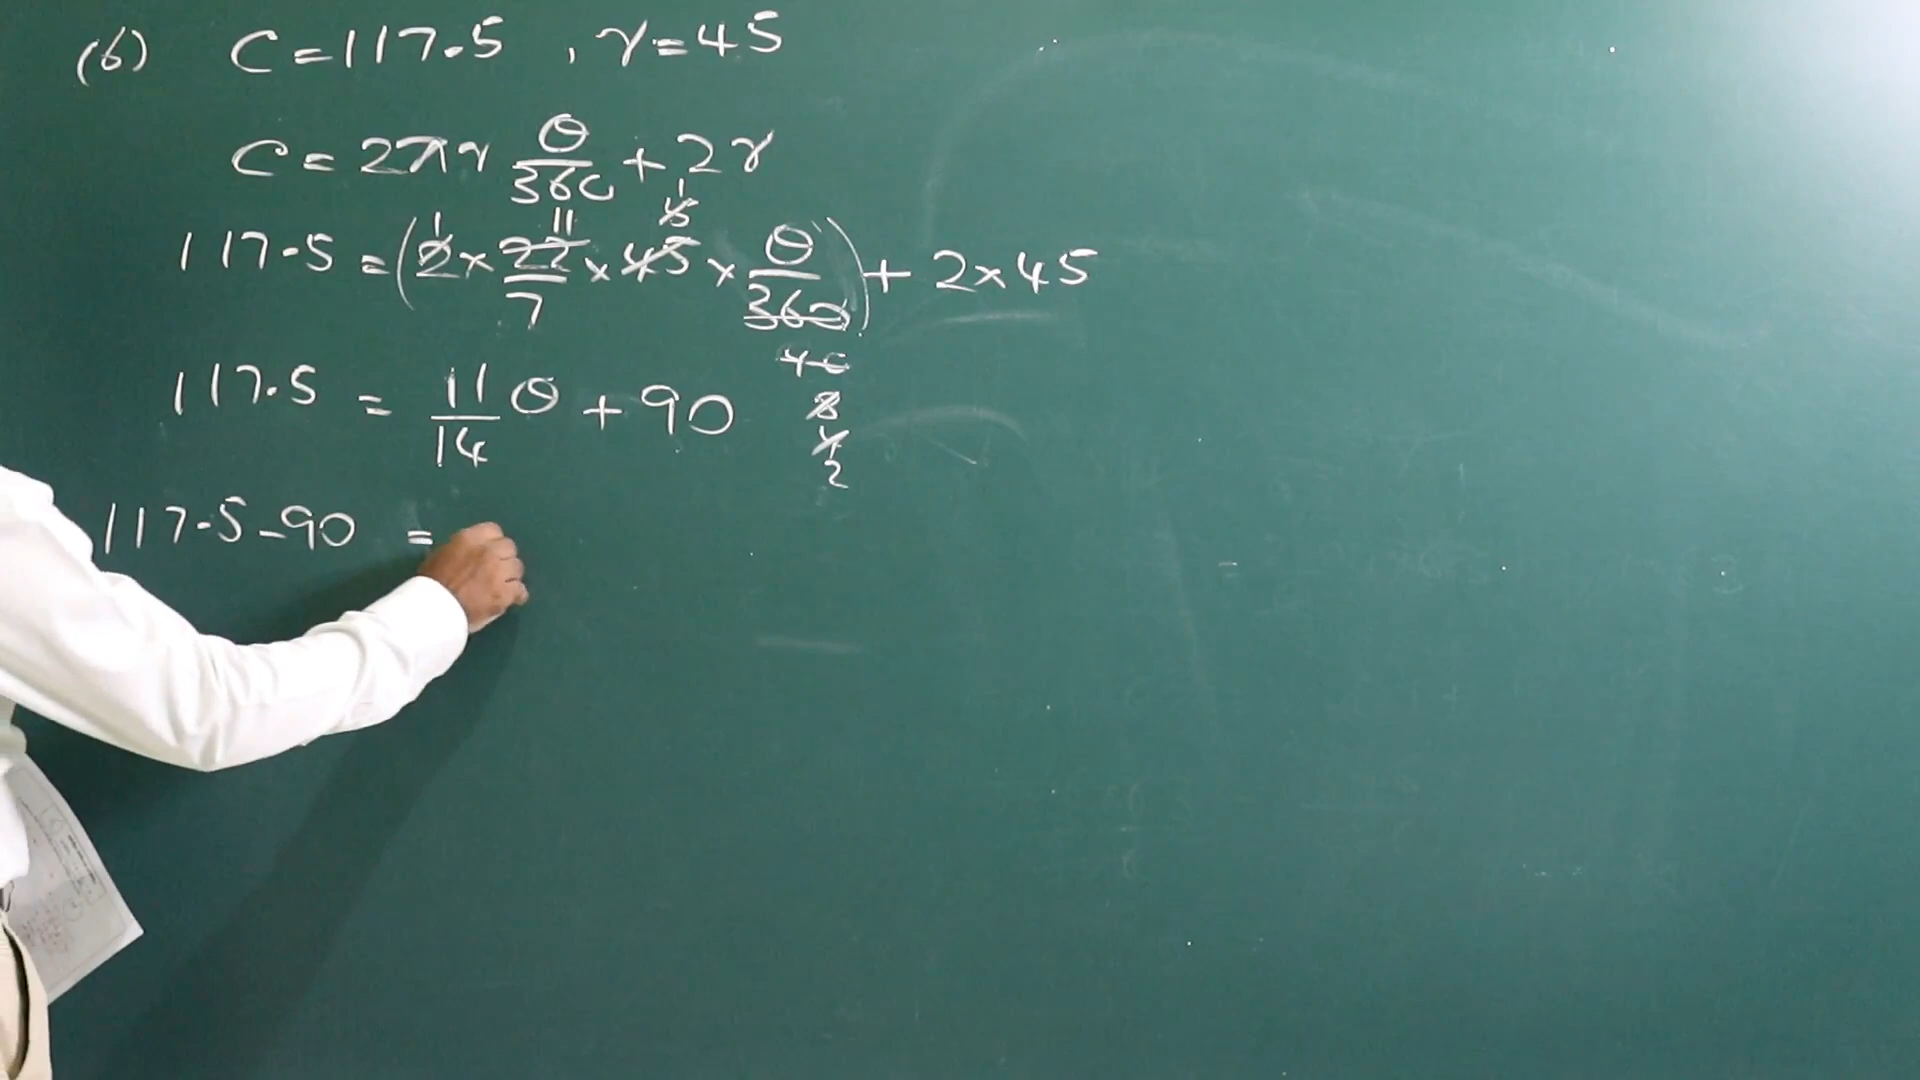 (6) C = 117.5 , r = 45
C = 2πr θ/360 + 2r
117.5 = (2 × 22/7 × 45 × θ/360) + 2 × 45
117.5 = 11/14 θ + 90
117.5 - 90 =